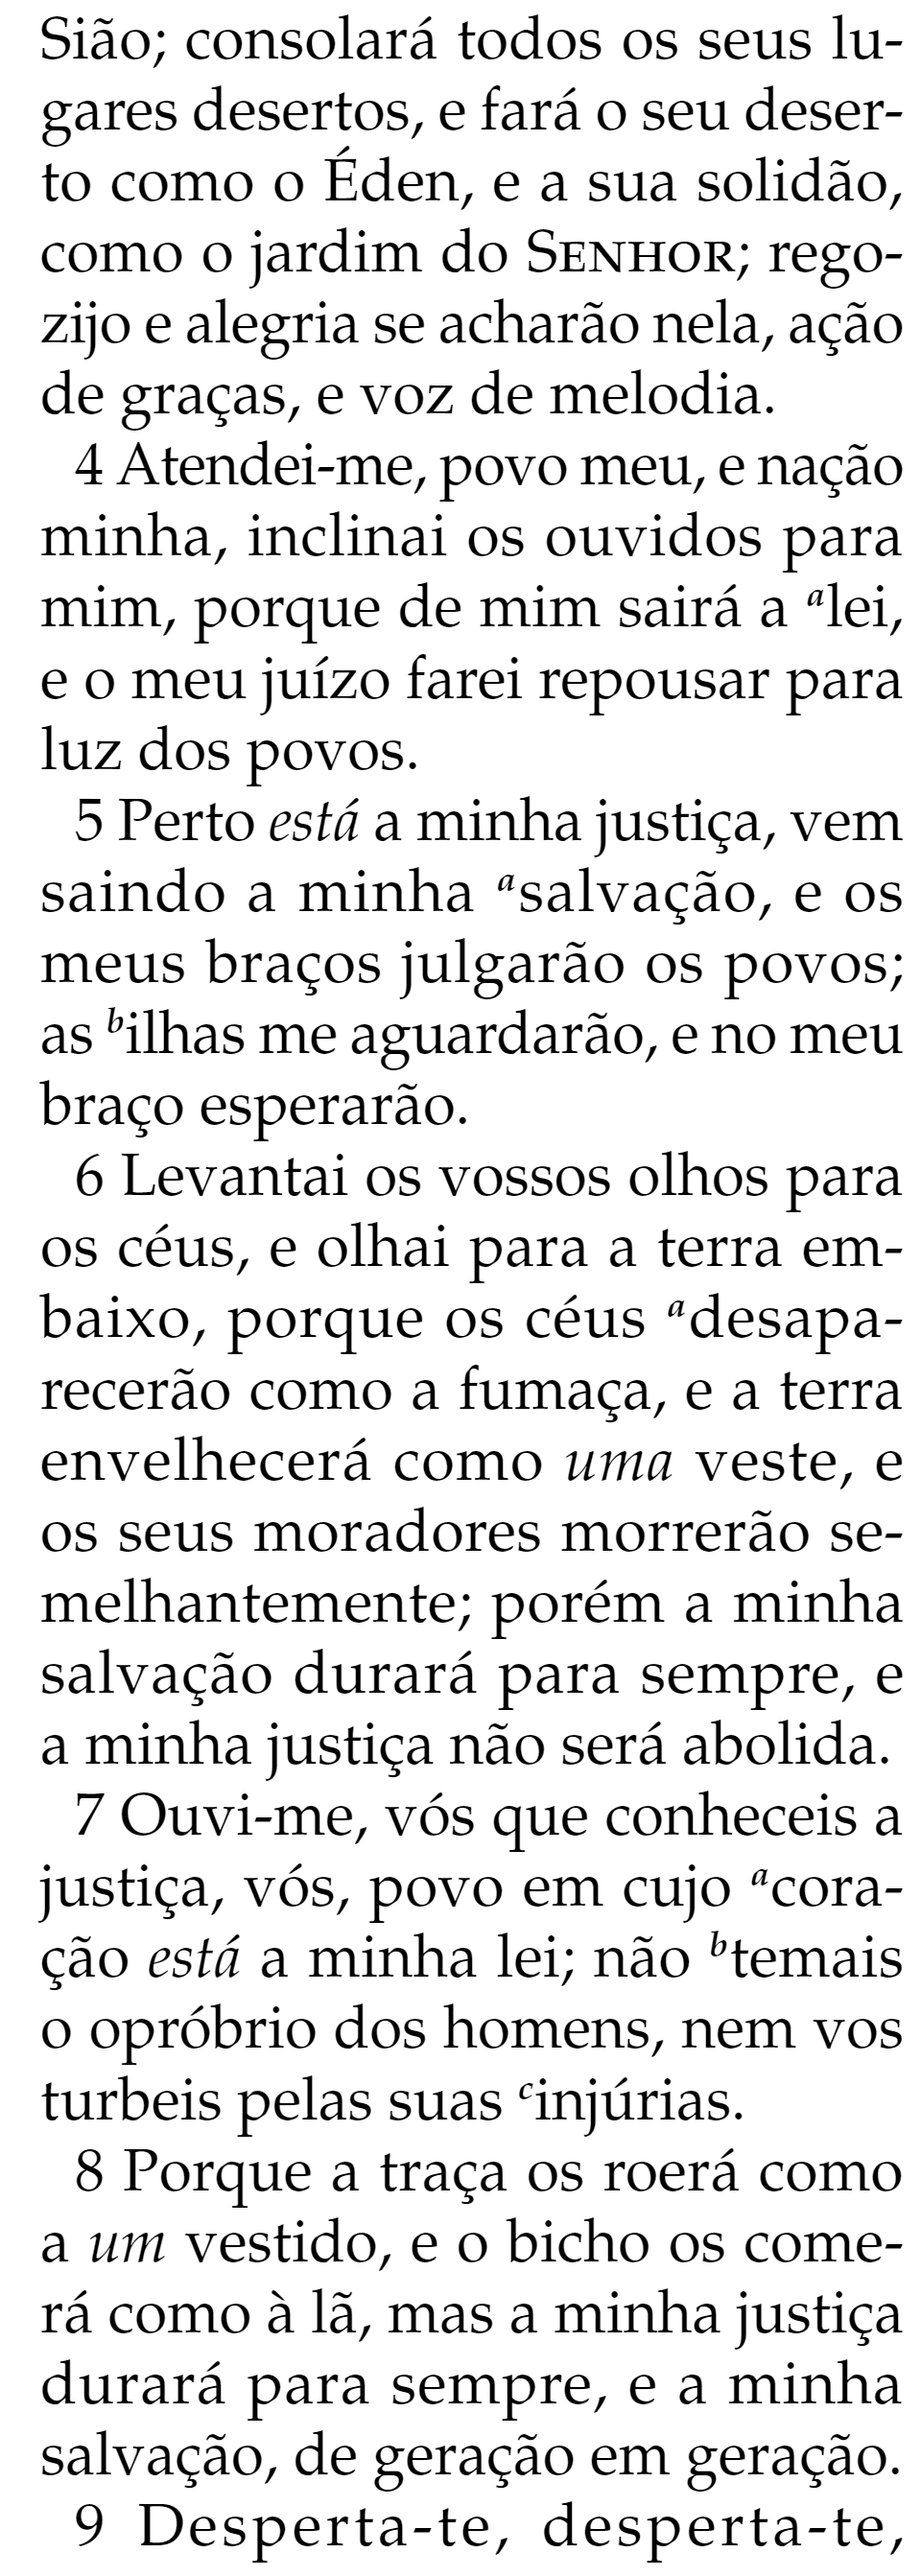 Sião; consolará todos os seus lu-
gares desertos, e fará o seu deser-
to como o Éden, e a sua solidão,
como o jardim do SENHOR; rego-
zijo e alegria se acharão nela, ação
de graças, e voz de melodia.
4 Atendei-me, povo meu, e nação
minha, inclinai os ouvidos para
mim, porque de mim sairá a ᵃlei,
e o meu juízo farei repousar para
luz dos povos.
5 Perto está a minha justiça, vem
saindo a minha ᵃsalvação, e os
meus braços julgarão os povos;
as ᵇilhas me aguardarão, e no meu
braço esperarão.
6 Levantai os vossos olhos para
os céus, e olhai para a terra em-
baixo, porque os céus ᵃdesapa-
recerão como a fumaça, e a terra
envelhecerá como uma veste, e
os seus moradores morrerão se-
melhantemente; porém a minha
salvação durará para sempre, e
a minha justiça não será abolida.
7 Ouvi-me, vós que conheceis a
justiça, vós, povo em cujo ᵃcora-
ção está a minha lei; não ᵇtemais
o opróbrio dos homens, nem vos
turbeis pelas suas ᶜinjúrias.
8 Porque a traça os roerá como
a um vestido, e o bicho os come-
rá como à lã, mas a minha justiça
durará para sempre, e a minha
salvação, de geração em geração.
9 Desperta-te, desperta-te,